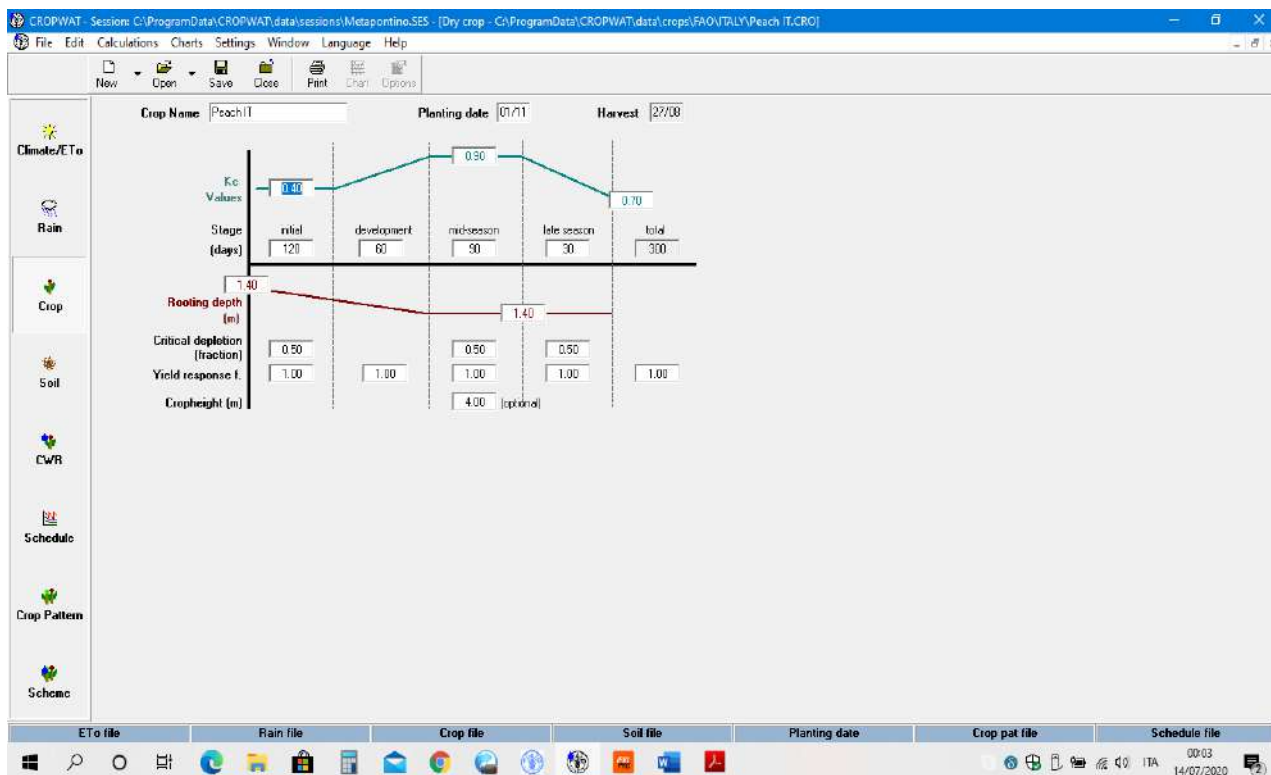 CROPWAT - Session: C:\ProgramData\CROPWAT\data\sessions\Metapontino.SES - [Dry crop - C:\ProgramData\CROPWAT\data\crops\FAO\ITALY\Peach IT.CRO]
File Edit Calculations Charts Settings Window Language Help
New Open Save Close Print Chart Options
Crop Name Peach IT Planting date 01/11 Harvest 27/08
Climate/ETo
Rain
Crop
Soil
CWR
Schedule
Crop Pattern
Scheme
Kc
Values 0.40 0.90 0.70
Stage initial development mid-season late season total
(days) 120 60 90 30 300
Rooting depth
(m) 1.40 1.40
Critical depletion
(fraction) 0.50 0.50 0.50
Yield response f. 1.00 1.00 1.00 1.00 1.00
Cropheight (m) 4.00 (optional)
ETo file Rain file Crop file Soil file Planting date Crop pat file Schedule file
ITA
00:03
14/07/2020
2